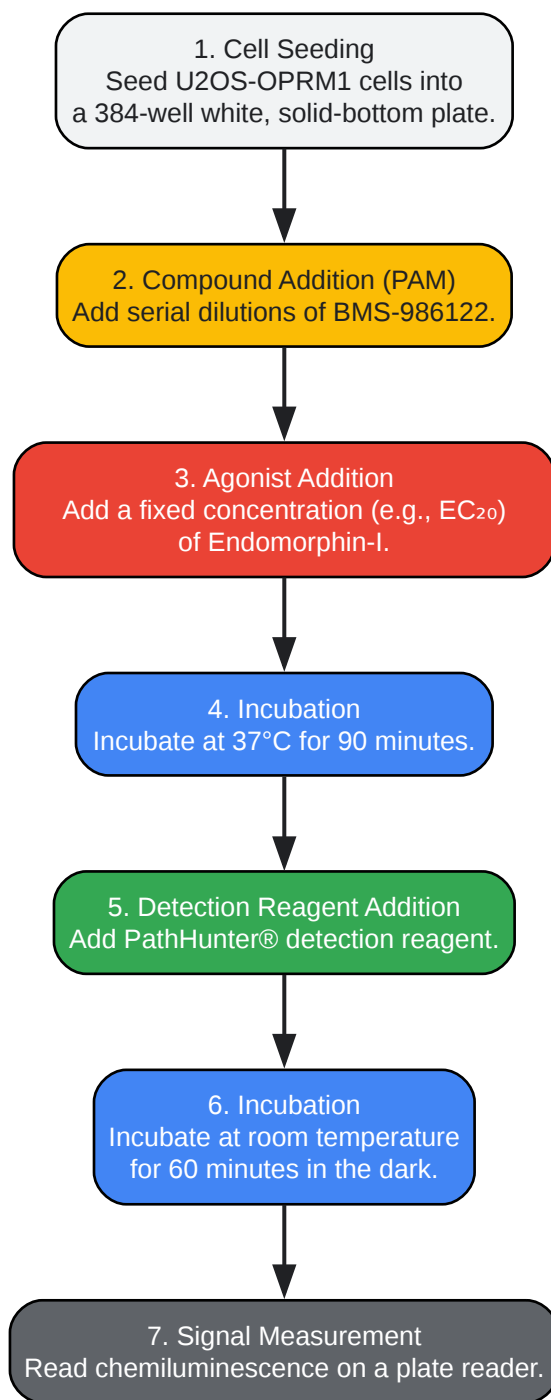 1. Cell Seeding
Seed U2OS-OPRM1 cells into
a 384-well white, solid-bottom plate.
2. Compound Addition (PAM)
Add serial dilutions of BMS-986122.
3. Agonist Addition
Add a fixed concentration (e.g., EC₂₀)
of Endomorphin-I.
4. Incubation
Incubate at 37°C for 90 minutes.
5. Detection Reagent Addition
Add PathHunter® detection reagent.
6. Incubation
Incubate at room temperature
for 60 minutes in the dark.
7. Signal Measurement
Read chemiluminescence on a plate reader.